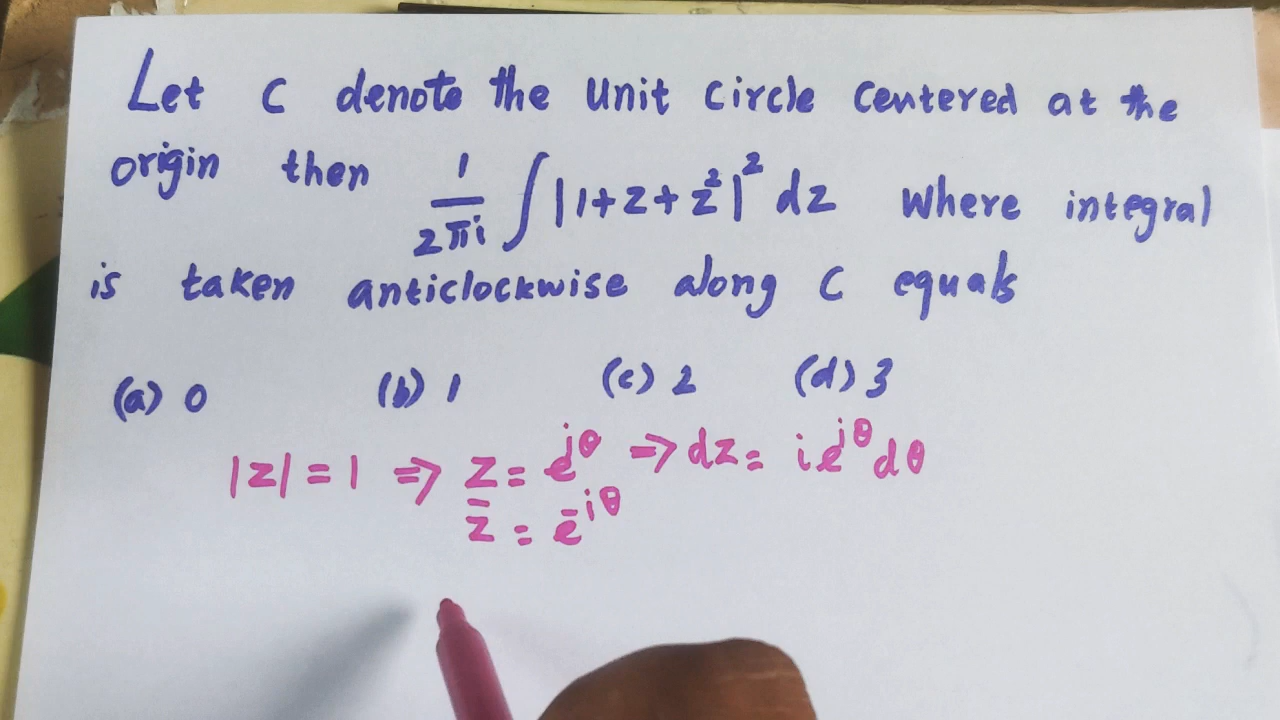 Let C denote the Unit Circle Centered at the
origin then 1/2πi ∫|1+z+z²|² dz Where integral
is taken anticlockwise along C equals
(a) 0 (b) 1 (c) 2 (d) 3
|z| = 1 ⇒ z = e^iθ ⇒ dz = ie^iθ dθ
z̄ = e^-iθ